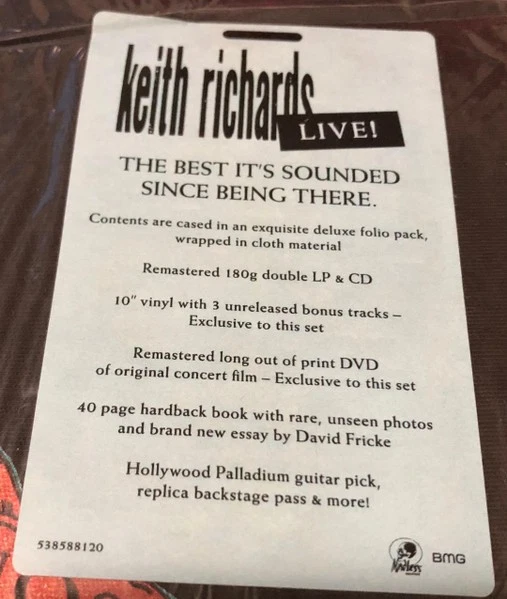 keith richards
LIVE!
THE BEST IT'S SOUNDED
SINCE BEING THERE.
Contents are cased in an exquisite deluxe folio pack,
wrapped in cloth material
Remastered 180g double LP & CD
10" vinyl with 3 unreleased bonus tracks –
Exclusive to this set
Remastered long out of print DVD
of original concert film – Exclusive to this set
40 page hardback book with rare, unseen photos
and brand new essay by David Fricke
Hollywood Palladium guitar pick,
replica backstage pass & more!
538588120
BMG